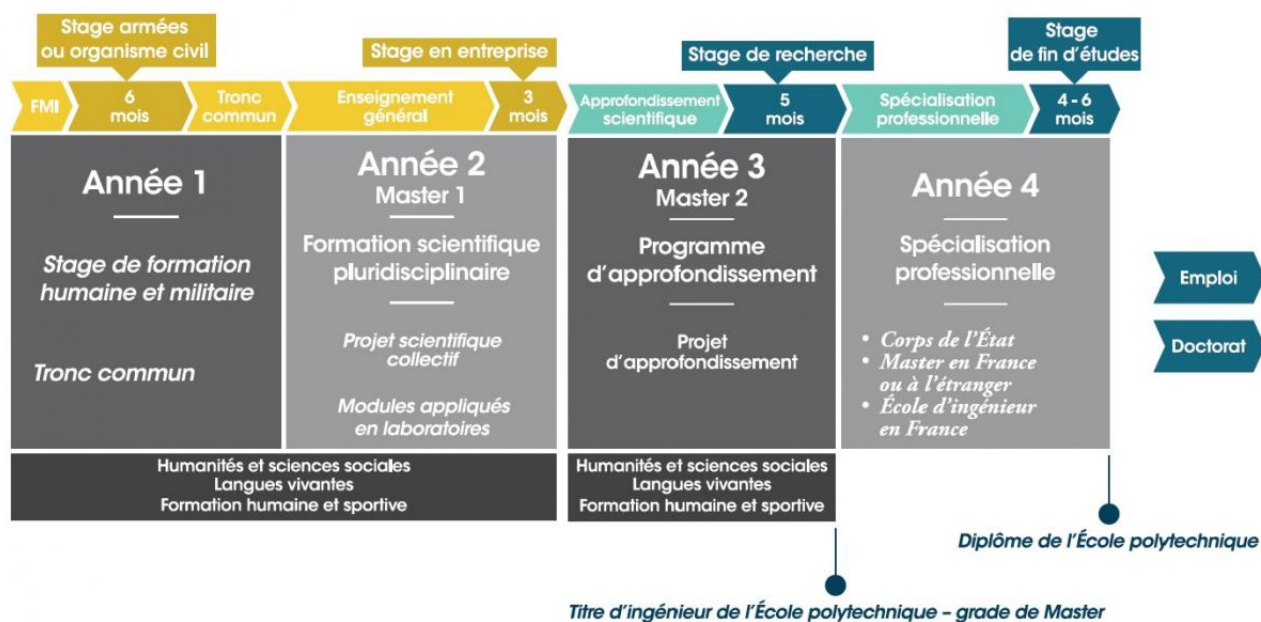 Stage armées
ou organisme civil
Stage en entreprise
Stage de recherche
Stage
de fin d'études
FMI
6
mois
Tronc
commun
Enseignement
général
3
mois
Approfondissement
scientifique
5
mois
Spécialisation
professionnelle
4 - 6
mois
Année 1
Stage de formation
humaine et militaire
Tronc commun
Année 2
Master 1
Formation scientifique
pluridisciplinaire
Projet scientifique
collectif
Modules appliqués
en laboratoires
Année 3
Master 2
Programme
d'approfondissement
Projet
d'approfondissement
Année 4
Spécialisation
professionnelle
• Corps de l'État
• Master en France
ou à l'étranger
• École d'ingénieur
en France
Emploi
Doctorat
Humanités et sciences sociales
Langues vivantes
Formation humaine et sportive
Humanités et sciences sociales
Langues vivantes
Formation humaine et sportive
Diplôme de l'École polytechnique
Titre d'ingénieur de l'École polytechnique – grade de Master